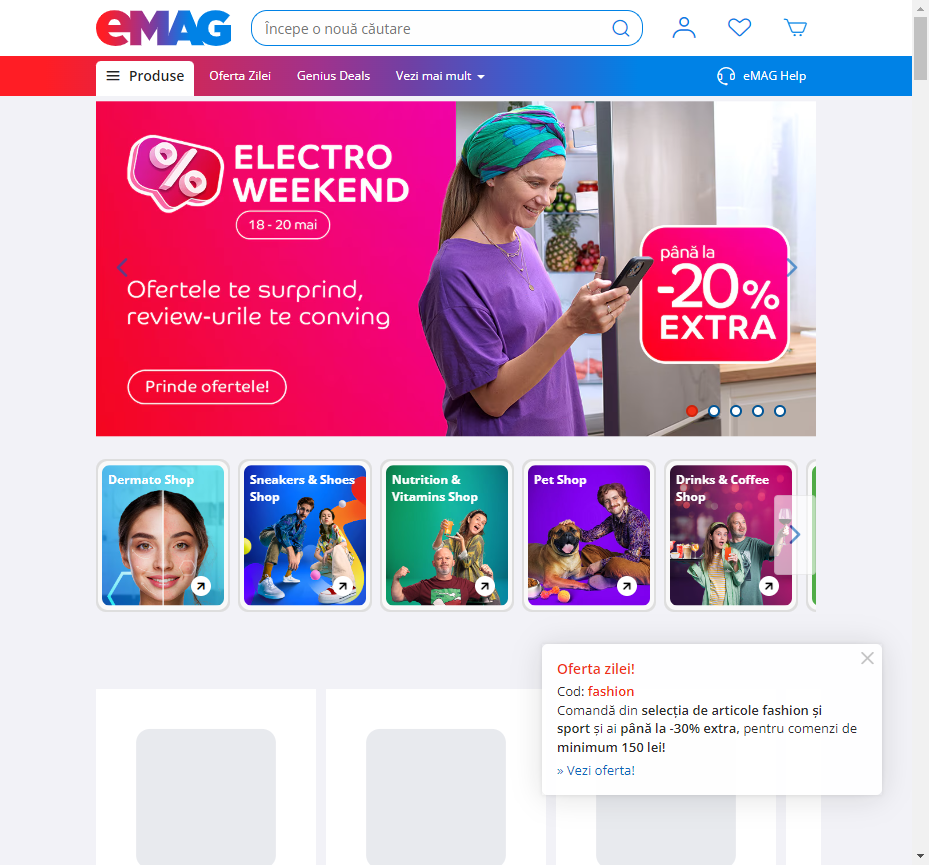 eMAG
Începe o nouă căutare
Produse
Oferta Zilei
Genius Deals
Vezi mai mult
eMAG Help
ELECTRO
WEEKEND
18 - 20 mai
Ofertele te surprind,
review-urile te conving
Prinde ofertele!
până la
-20%
EXTRA
Dermato Shop
Sneakers & Shoes
Shop
Nutrition &
Vitamins Shop
Pet Shop
Drinks & Coffee
Shop
Oferta zilei!
Cod: fashion
Comandă din selecția de articole fashion și
sport și ai până la -30% extra, pentru comenzi de
minimum 150 lei!
» Vezi oferta!